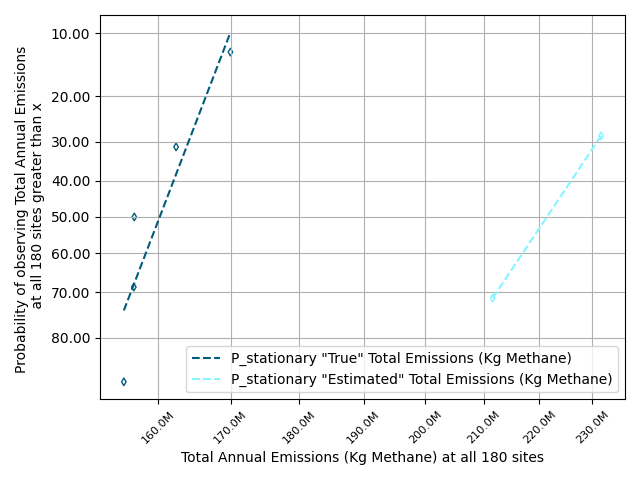 10.00
20.00
30.00
40.00
50.00
60.00
70.00
80.00
Probability of observing Total Annual Emissions
at all 180 sites greater than x
P_stationary "True" Total Emissions (Kg Methane)
P_stationary "Estimated" Total Emissions (Kg Methane)
160.0M
170.0M
180.0M
190.0M
200.0M
210.0M
220.0M
230.0M
Total Annual Emissions (Kg Methane) at all 180 sites